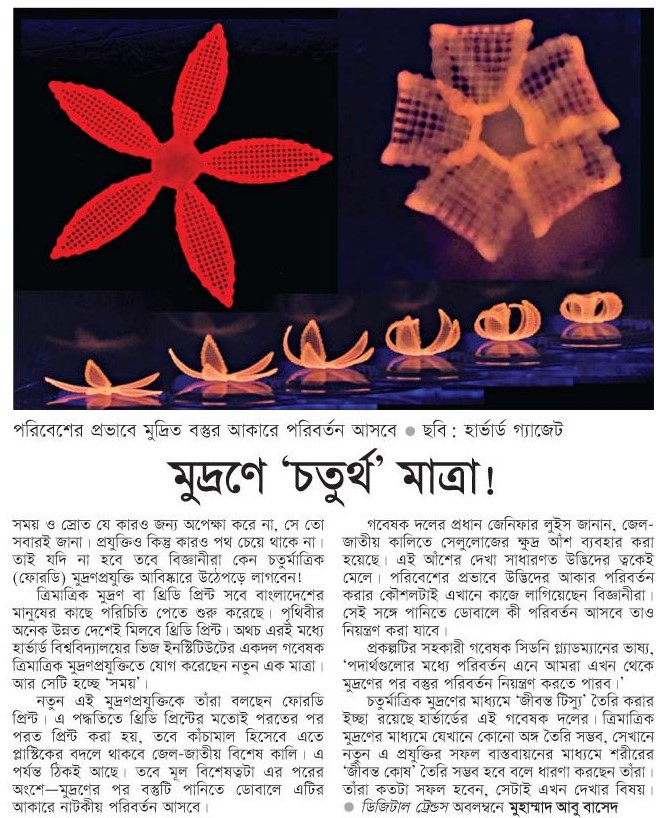 পরিবেশের প্রভাবে মুদ্রিত বস্তুর আকারে পরিবর্তন আসবে ● ছবি : হার্ভার্ড গ্যাজেট
মুদ্রণে ‘চতুর্থ’ মাত্রা!
সময় ও স্রোত যে কারও জন্য অপেক্ষা করে না, সে তো
সবারই জানা। প্রযুক্তিও কিন্তু কারও পথ চেয়ে থাকে না।
তাই যদি না হবে তবে বিজ্ঞানীরা কেন চতুর্মাত্রিক
(ফোরডি) মুদ্রণপ্রযুক্তি আবিষ্কারে উঠেপড়ে লাগবেন!
ত্রিমাত্রিক মুদ্রণ বা থ্রিডি প্রিন্ট সবে বাংলাদেশের
মানুষের কাছে পরিচিতি পেতে শুরু করেছে। পৃথিবীর
অনেক উন্নত দেশেই মিলবে থ্রিডি প্রিন্ট। অথচ এরই মধ্যে
হার্ভার্ড বিশ্ববিদ্যালয়ের ভিজ ইনস্টিটিউটের একদল গবেষক
ত্রিমাত্রিক মুদ্রণপ্রযুক্তিতে যোগ করেছেন নতুন এক মাত্রা।
আর সেটি হচ্ছে ‘সময়’।
নতুন এই মুদ্রণপ্রযুক্তিকে তাঁরা বলছেন ফোরডি
প্রিন্ট। এ পদ্ধতিতে থ্রিডি প্রিন্টের মতোই পরতের পর
পরত প্রিন্ট করা হয়, তবে কাঁচামাল হিসেবে এতে
প্লাস্টিকের বদলে থাকবে জেল-জাতীয় বিশেষ কালি। এ
পর্যন্ত ঠিকই আছে। তবে মূল বিশেষত্বটা এর পরের
অংশে—মুদ্রণের পর বস্তুটি পানিতে ডোবালে এটির
আকারে নাটকীয় পরিবর্তন আসবে।
গবেষক দলের প্রধান জেনিফার লুইস জানান, জেল-
জাতীয় কালিতে সেলুলোজের ক্ষুদ্র আঁশ ব্যবহার করা
হয়েছে। এই আঁশের দেখা সাধারণত উদ্ভিদের ত্বকেই
মেলে। পরিবেশের প্রভাবে উদ্ভিদের আকার পরিবর্তন
করার কৌশলটাই এখানে কাজে লাগিয়েছেন বিজ্ঞানীরা।
সেই সঙ্গে পানিতে ডোবালে কী পরিবর্তন আসবে তাও
নিয়ন্ত্রণ করা যাবে।
প্রকল্পটির সহকারী গবেষক সিডনি গ্ল্যাডম্যানের ভাষ্য,
‘পদার্থগুলোর মধ্যে পরিবর্তন এনে আমরা এখন থেকে
মুদ্রণের পর বস্তুর পরিবর্তন নিয়ন্ত্রণ করতে পারব।’
চতুর্মাত্রিক মুদ্রণের মাধ্যমে ‘জীবন্ত টিস্যু’ তৈরি করার
ইচ্ছা রয়েছে হার্ভার্ডের এই গবেষক দলের। ত্রিমাত্রিক
মুদ্রণের মাধ্যমে যেখানে কোনো অঙ্গ তৈরি সম্ভব, সেখানে
নতুন এ প্রযুক্তির সফল বাস্তবায়নের মাধ্যমে শরীরের
‘জীবন্ত কোষ’ তৈরি সম্ভব হবে বলে ধারণা করছেন তাঁরা।
তাঁরা কতটা সফল হবেন, সেটাই এখন দেখার বিষয়।
● ডিজিটাল ট্রেন্ডস অবলম্বনে মুহাম্মাদ আবু বাসেদ